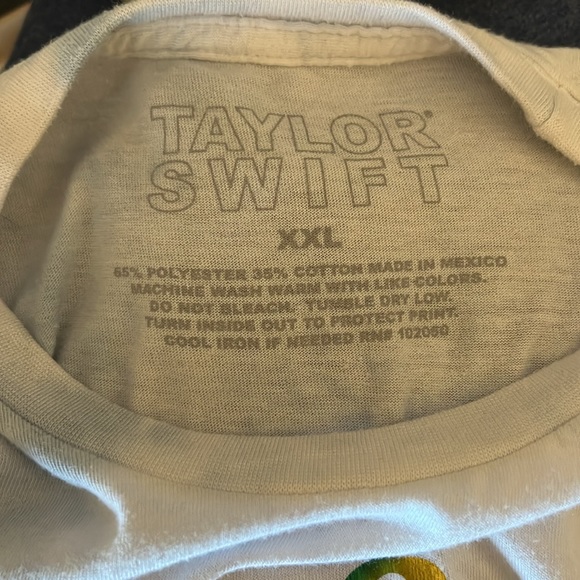 TAYLOR®
SWIFT
XXL
65% POLYESTER 35% COTTON MADE IN MEXICO
MACHINE WASH WARM WITH LIKE COLORS.
DO NOT BLEACH. TUMBLE DRY LOW.
TURN INSIDE OUT TO PROTECT PRINT.
COOL IRON IF NEEDED RN# 102050